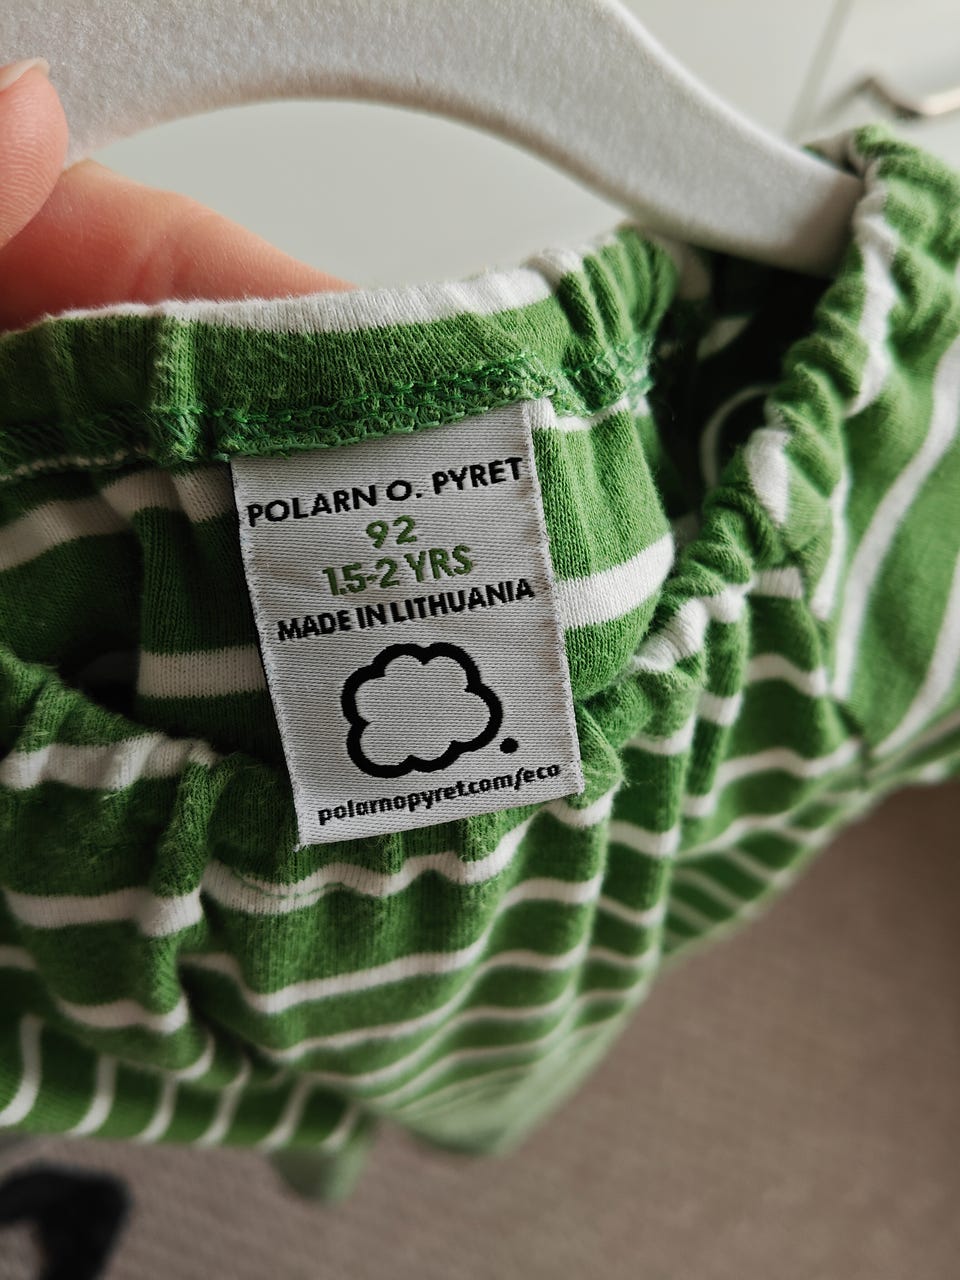 POLARN O. PYRET
92
1.5-2 YRS
MADE IN LITHUANIA
polarnopyret.com/eco